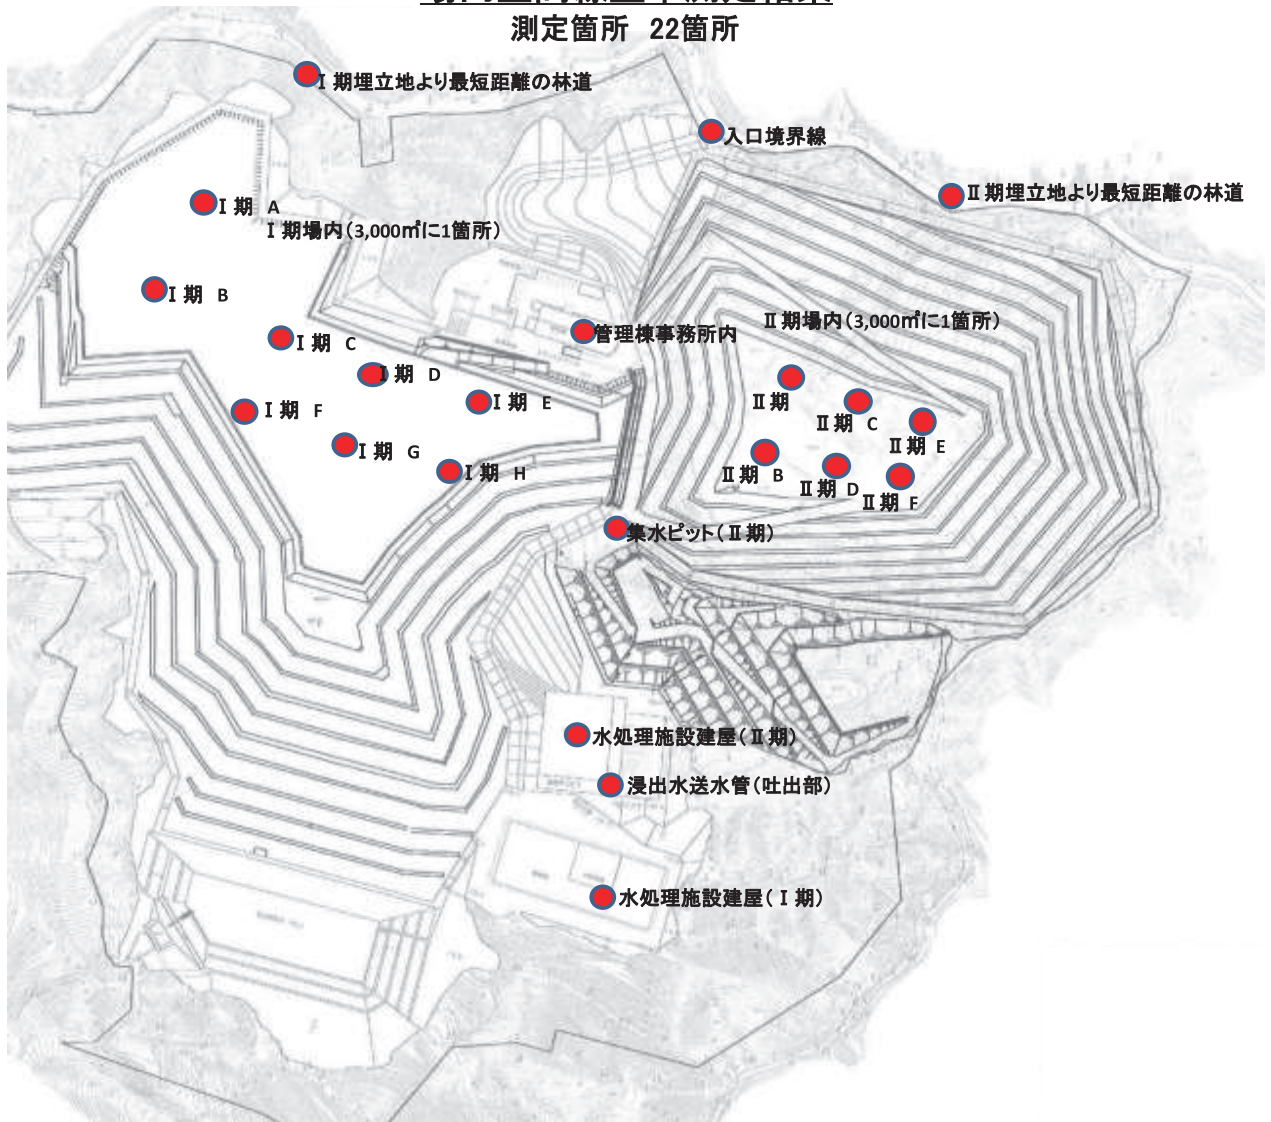 測定箇所 22箇所
Ⅰ期埋立地より最短距離の林道
入口境界線
Ⅱ期埋立地より最短距離の林道
Ⅰ期 A
Ⅰ期場内(3,000㎡に1箇所)
Ⅰ期 B
Ⅱ期場内(3,000㎡に1箇所)
管理棟事務所内
Ⅰ期 C
Ⅰ期 D
Ⅰ期 E
Ⅰ期 F
Ⅰ期 G
Ⅰ期 H
Ⅱ期
Ⅱ期 C
Ⅱ期 E
Ⅱ期 B
Ⅱ期 D
Ⅱ期 F
集水ピット(Ⅱ期)
水処理施設建屋(Ⅱ期)
浸出水送水管(吐出部)
水処理施設建屋(Ⅰ期)